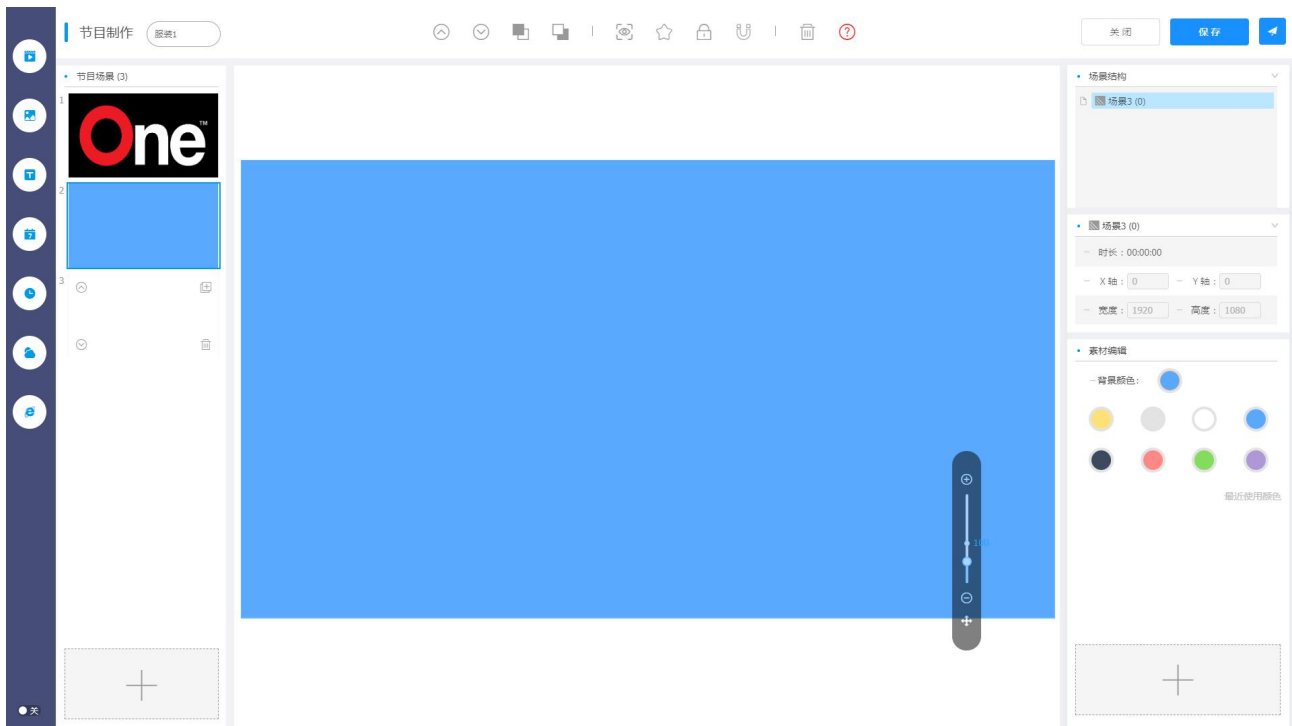 节目制作 服装1
关闭 保存
节目场景 (3)
1
One™
2
3
关
100
场景结构
场景3 (0)
场景3 (0)
时长 : 00:00:00
X 轴 : 0 Y 轴 : 0
宽度 : 1920 高度 : 1080
素材编辑
背景颜色:
最近使用颜色